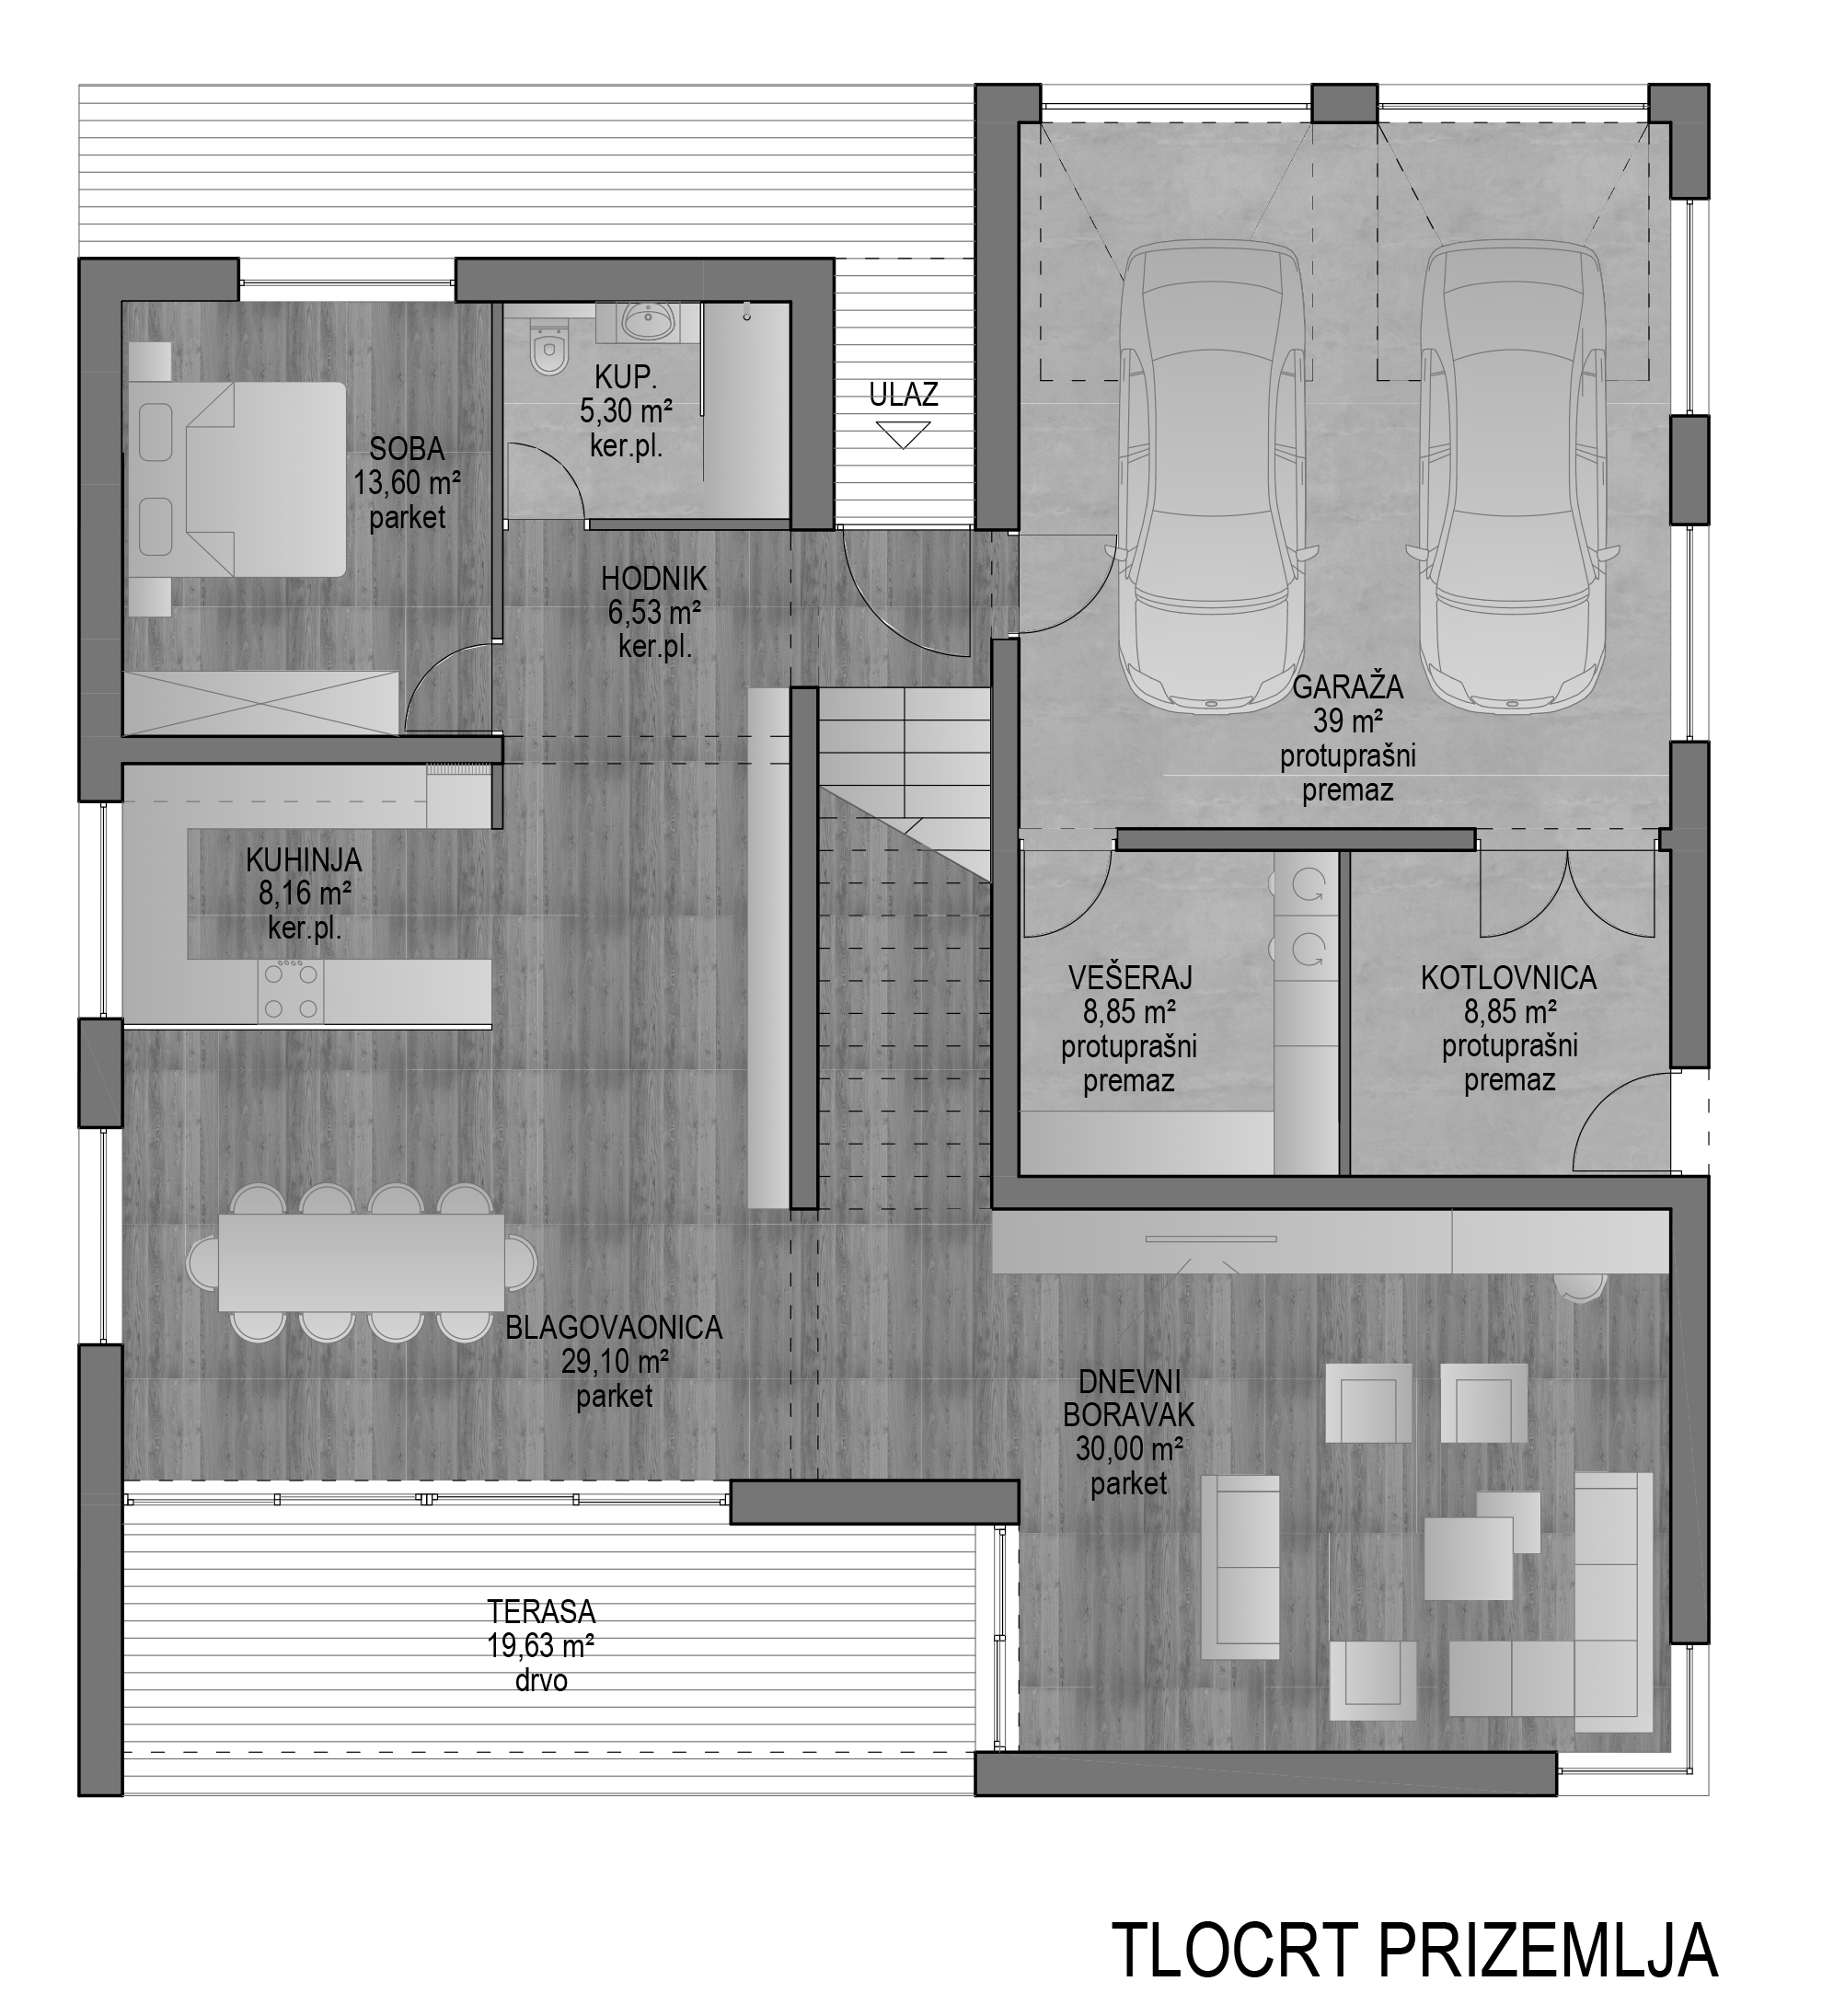 KUP.
5,30 m²
ker.pl.
ULAZ
SOBA
13,60 m²
parket
HODNIK
6,53 m²
ker.pl.
GARAŽA
39 m²
protuprašni
premaz
KUHINJA
8,16 m²
ker.pl.
VEŠERAJ
8,85 m²
protuprašni
premaz
KOTLOVNICA
8,85 m²
protuprašni
premaz
BLAGOVAONICA
29,10 m²
parket
DNEVNI
BORAVAK
30,00 m²
parket
TERASA
19,63 m²
drvo
TLOCRT PRIZEMLJA